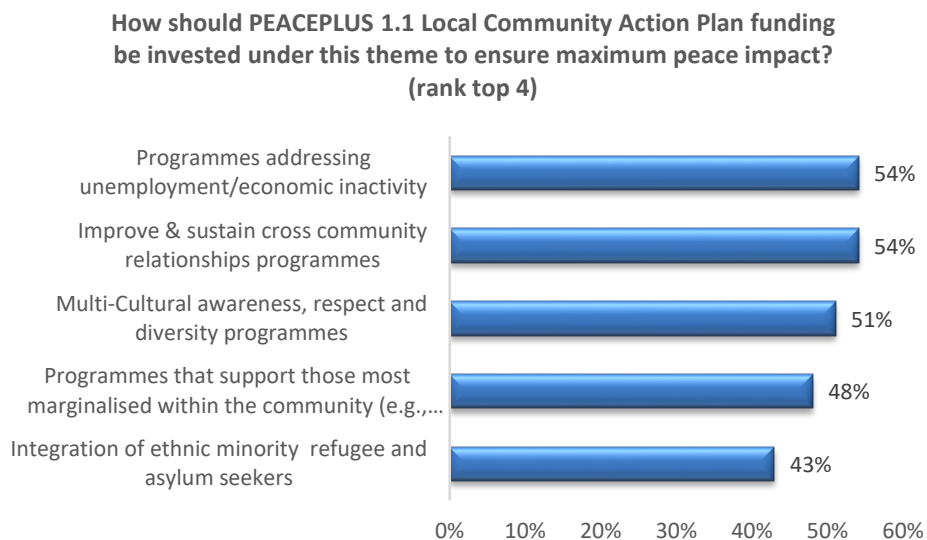 How should PEACEPLUS 1.1 Local Community Action Plan funding
be invested under this theme to ensure maximum peace impact?
(rank top 4)
Programmes addressing
unemployment/economic inactivity
54%
Improve & sustain cross community
relationships programmes
54%
Multi-Cultural awareness, respect and
diversity programmes
51%
Programmes that support those most
marginalised within the community (e.g.,...
48%
Integration of ethnic minority  refugee and
asylum seekers
43%
0% 10% 20% 30% 40% 50% 60%